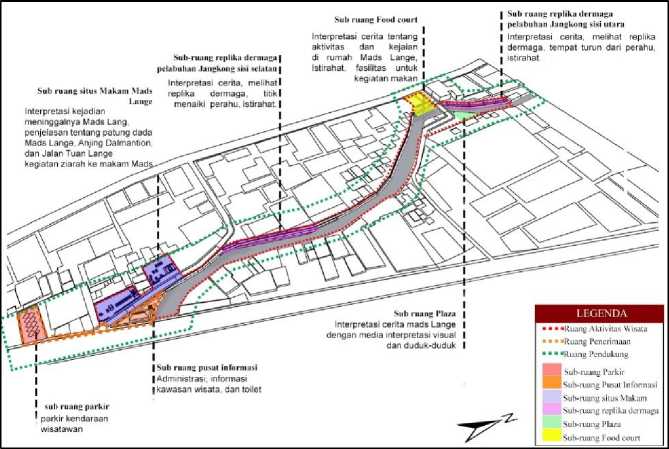 Sub ruang Food court
Interpretasi cerita tentang
aktivitas dan kejaian
di rumah Mads Lange,
Istirahat, fasilitas untuk
kegiatan makan
Sub ruang replika dermaga
pelabuhan Jangkong sisi utara
Interpretasi cerita, melihat replika
dermaga, tempat turun dari perahu,
istirahat.
Sub-ruang replika dermaga
pelabuhan Jangkong sisi selatan
Interpretasi cerita, melihat
replika dermaga, titik
menaiki perahu, istirahat.
Sub ruang situs Makam Mads
Lange
Interpretasi kejadian
meninggalnya Mads Lang,
penjelasan tentang patung dada
Mads Lange, Anjing Dalmantion,
dan Jalan Tuan Lange
kegiatan ziarah ke makam Mads
Sub ruang Plaza
Interpretasi cerita mads Lange
dengan media interpretasi visual
dan duduk-duduk
Sub ruang pusat informasi
Administrasi, informasi
kawasan wisata, dan toilet
sub ruang parkir
parkir kendaraan
wisatawan
LEGENDA
Ruang Aktivitas Wisata
Ruang Penerimaan
Ruang Pendukung
Sub-ruang Parkir
Sub-ruang Pusat Informasi
Sub-ruang situs Makam
Sub-ruang replika dermaga
Sub-ruang Plaza
Sub-ruang Food court
Z